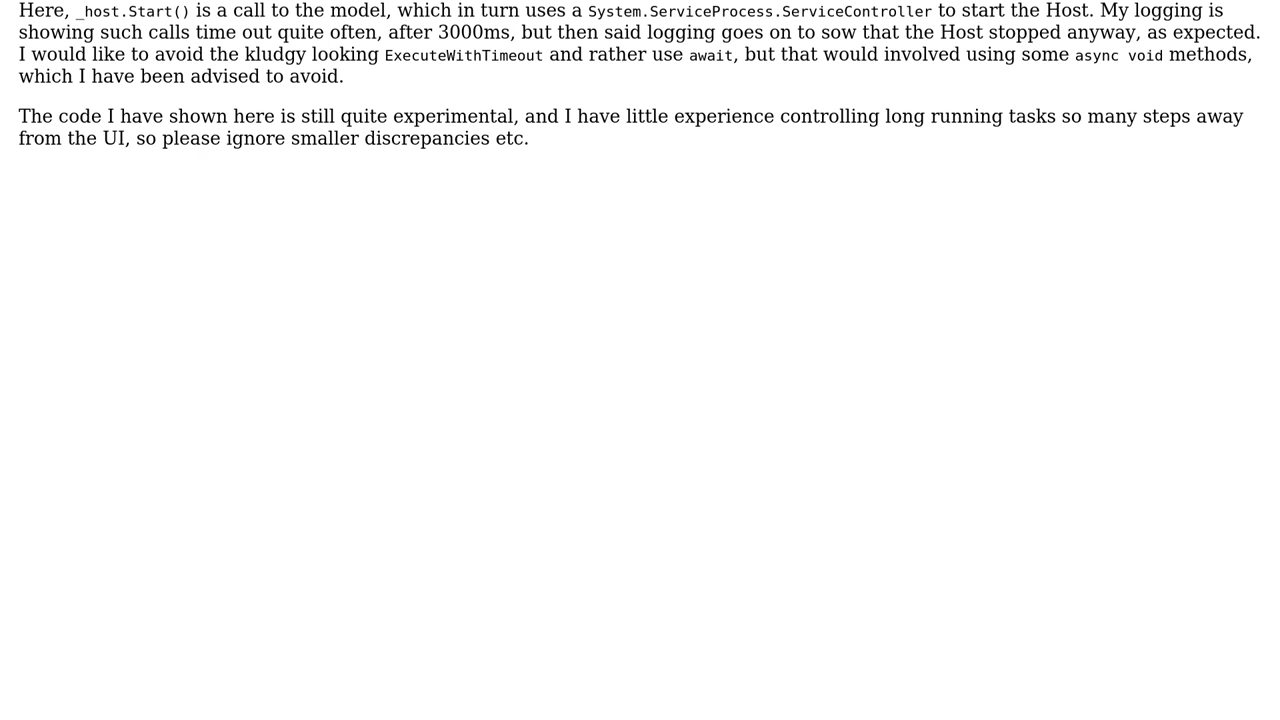 Here, _host.Start() is a call to the model, which in turn uses a System.ServiceProcess.ServiceController to start the Host. My logging is
showing such calls time out quite often, after 3000ms, but then said logging goes on to sow that the Host stopped anyway, as expected.
I would like to avoid the kludgy looking ExecuteWithTimeout and rather use await, but that would involved using some async void methods,
which I have been advised to avoid.
The code I have shown here is still quite experimental, and I have little experience controlling long running tasks so many steps away
from the UI, so please ignore smaller discrepancies etc.